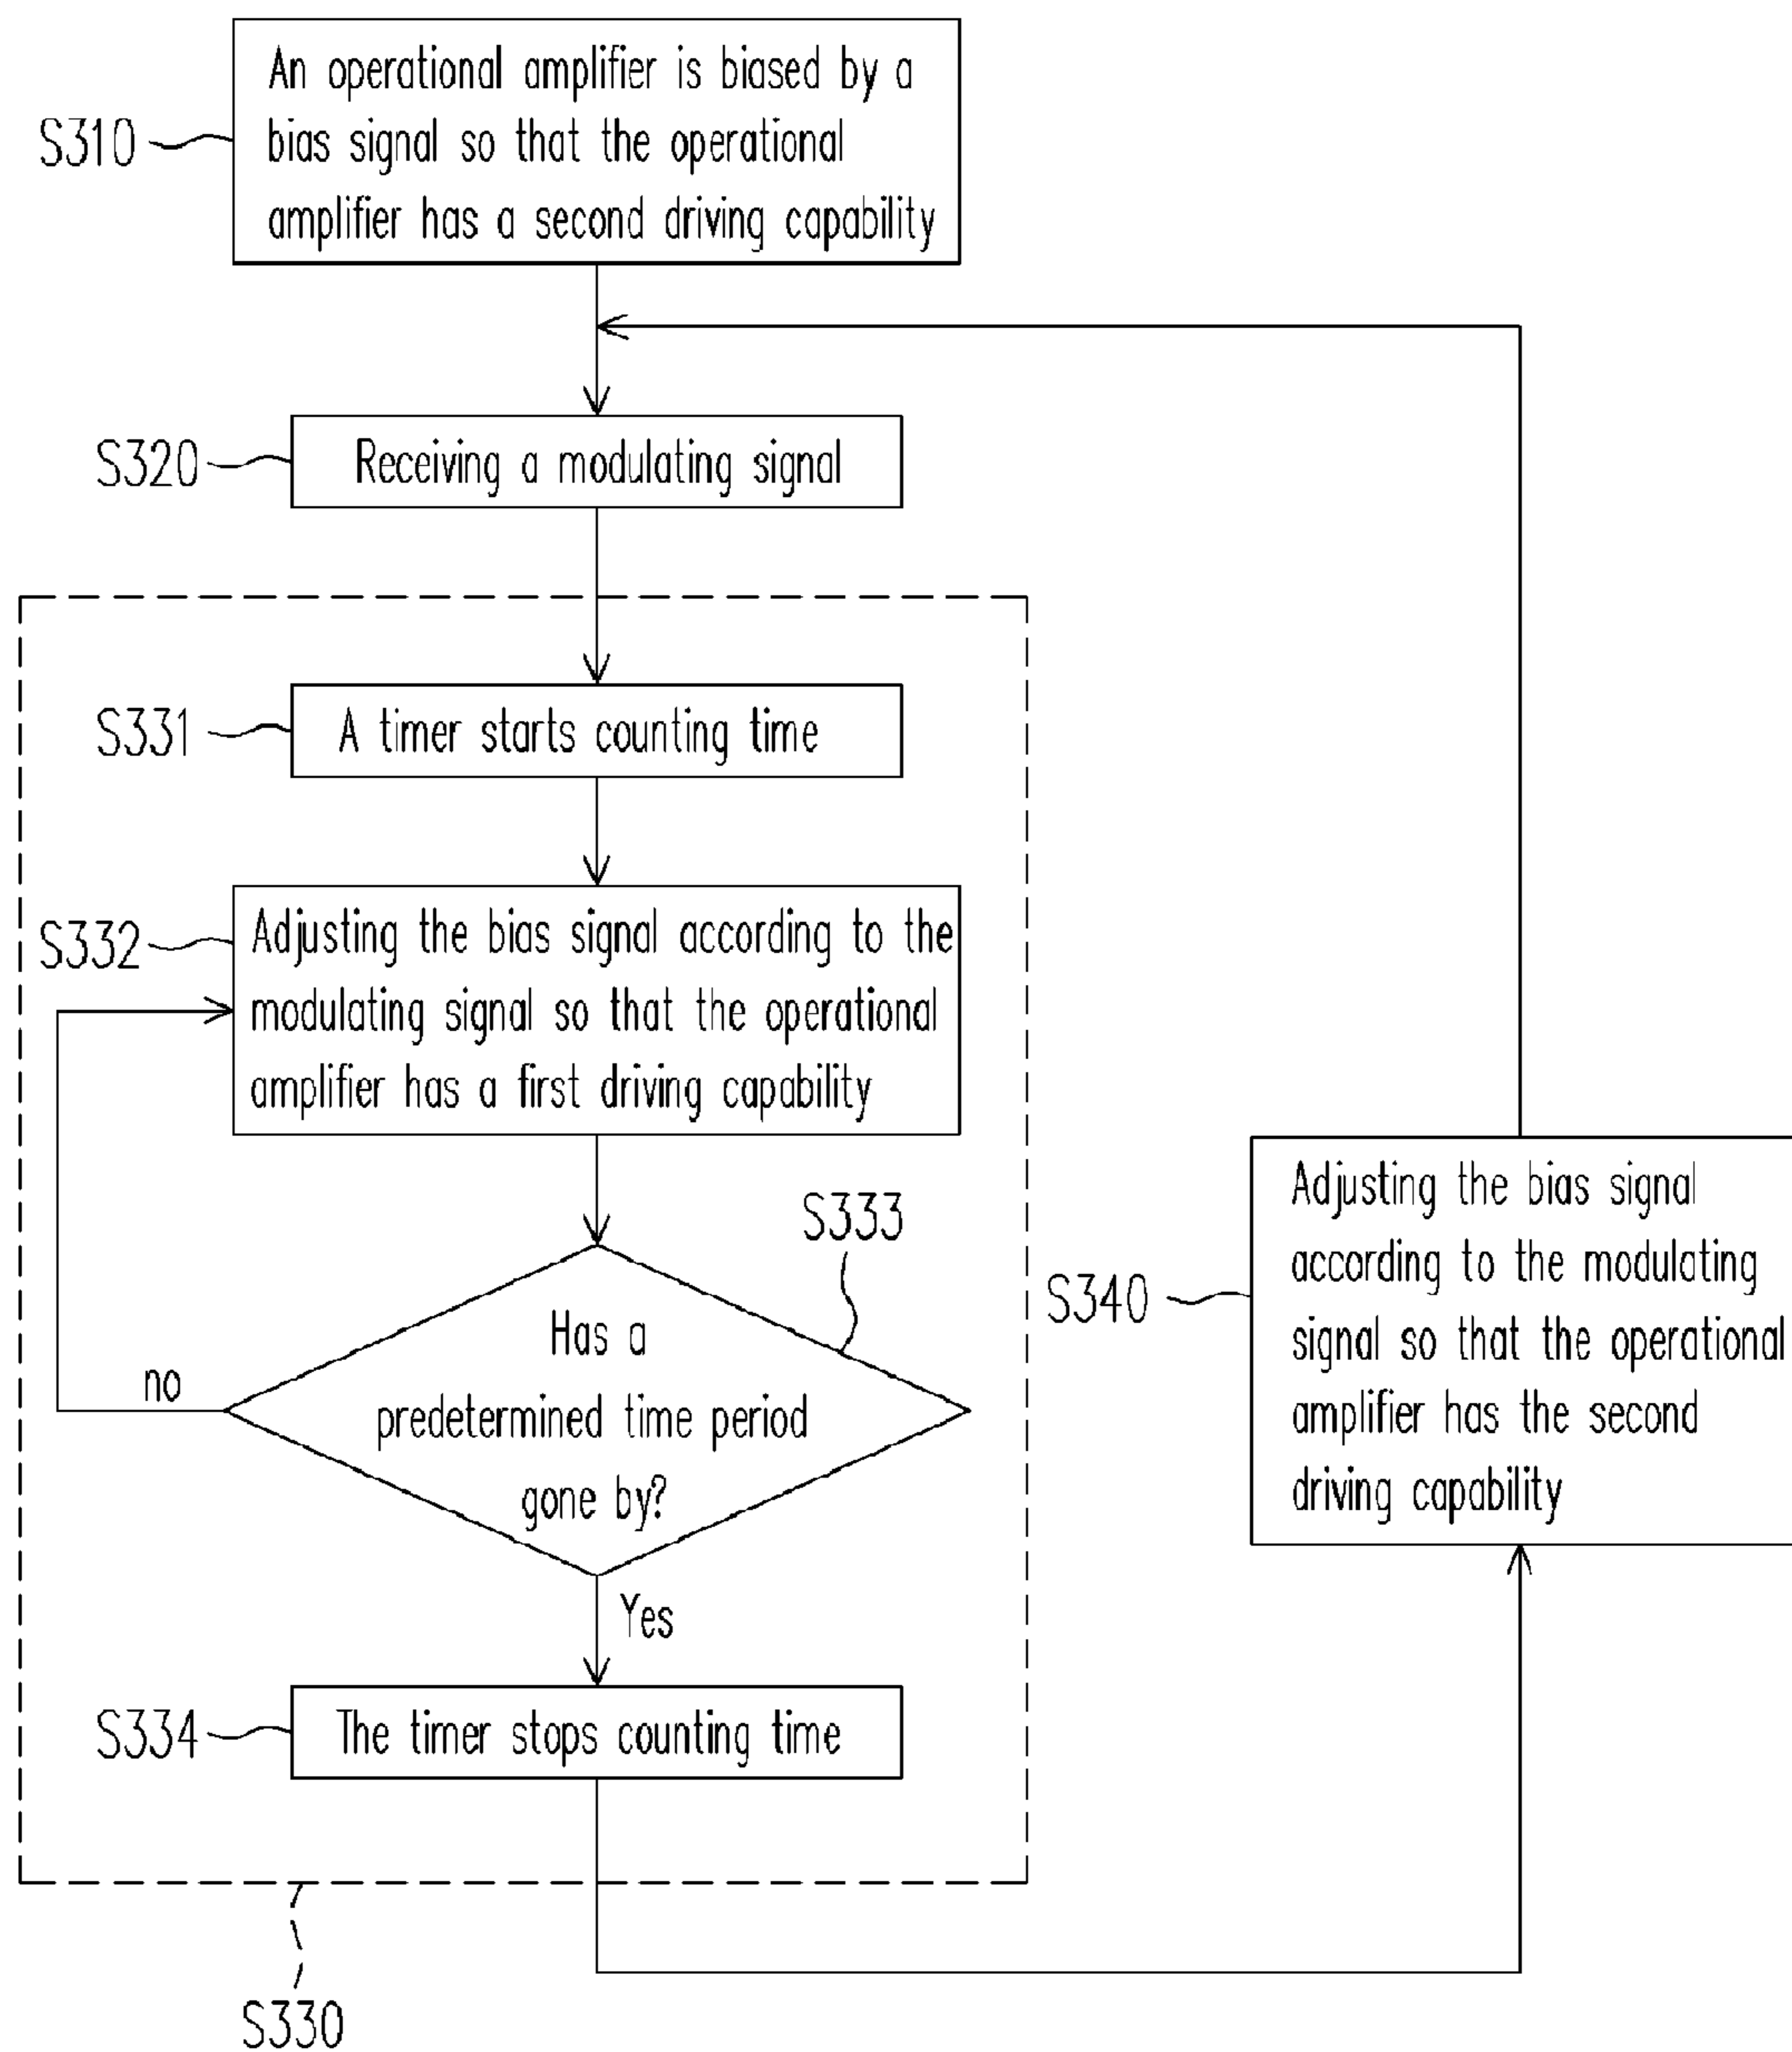 An operational amplifier is biased by a
bias signal so that the operational
amplifier has a second driving capability
S310
S320
Receiving a modulating signal
S331
A timer starts counting time
S332
Adjusting the bias signal according to the
modulating signal so that the operational
amplifier has a first driving capability
S333
Has a
predetermined time period
gone by?
no
Yes
S334
The timer stops counting time
S330
S340
Adjusting the bias signal
according to the modulating
signal so that the operational
amplifier has the second
driving capability